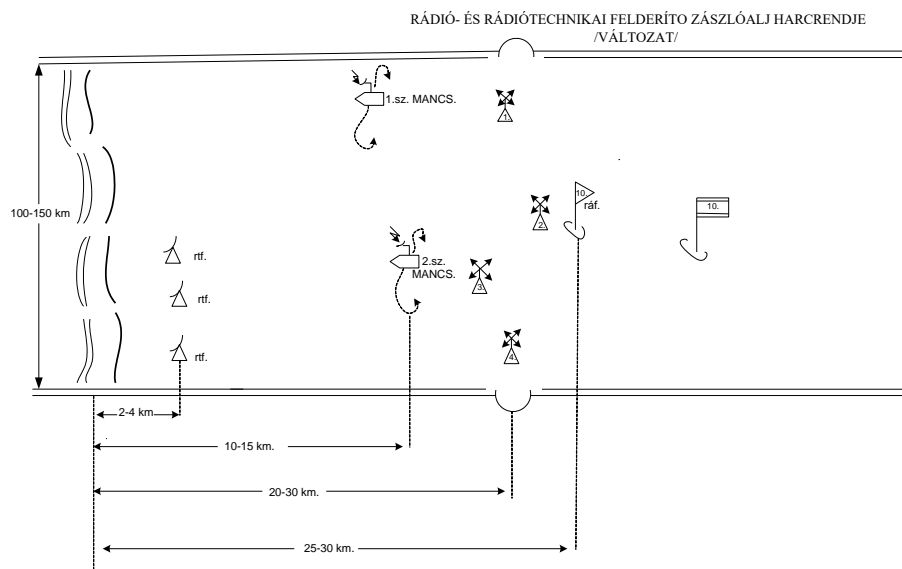 RÁDIÓ- ÉS RÁDIÓTECHNIKAI FELDERÍTO ZÁSZLÓALJ HARCRENDJE
/VÁLTOZAT/
1.sz. MANCS.
1.
100-150 km
10.
ráf.
10.
2.
rtf.
2.sz.
MANCS.
3.
rtf.
4.
rtf.
2-4 km
10-15 km.
20-30 km.
25-30 km.